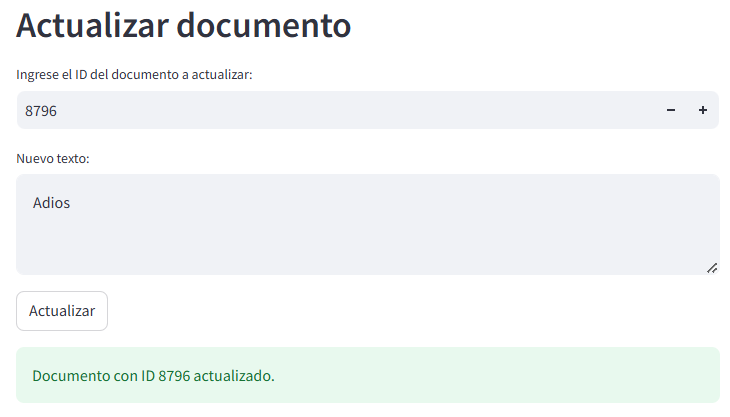 Actualizar documento
Ingrese el ID del documento a actualizar:
8796
Nuevo texto:
Adios
Actualizar
Documento con ID 8796 actualizado.